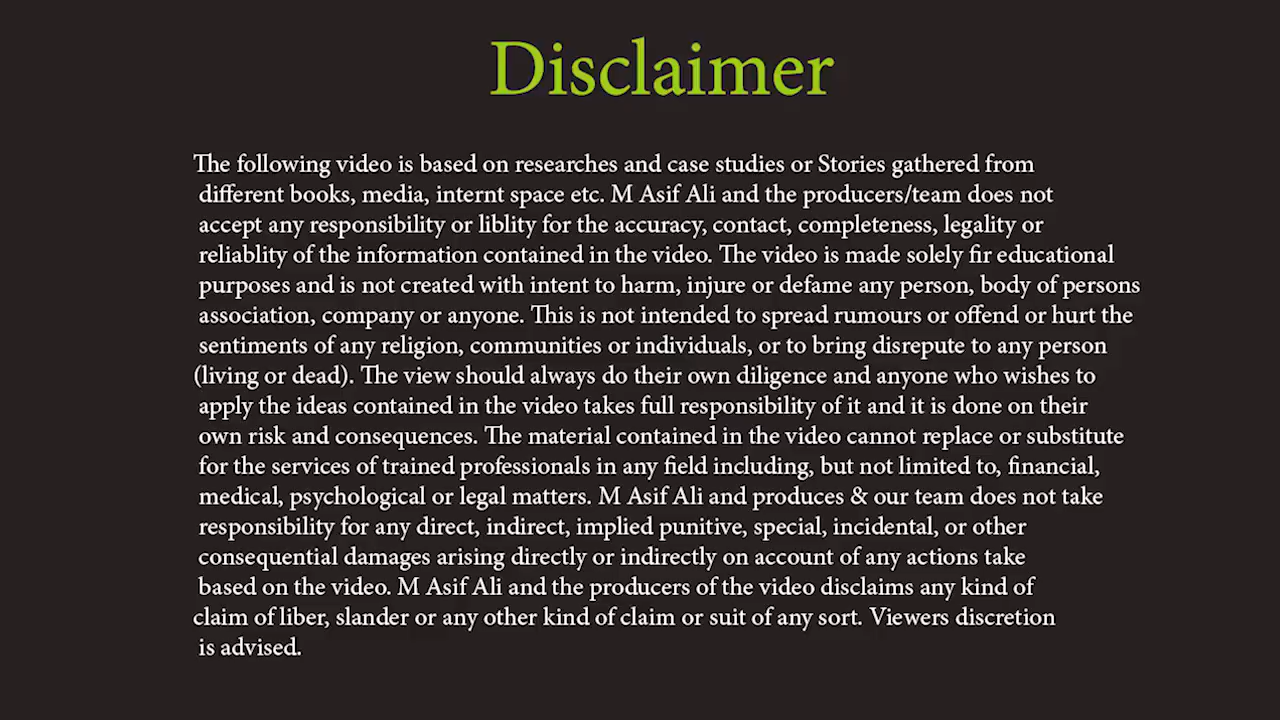 Disclaimer
The following video is based on researches and case studies or Stories gathered from
different books, media, internt space etc. M Asif Ali and the producers/team does not
accept any responsibility or liblity for the accuracy, contact, completeness, legality or
reliablity of the information contained in the video. The video is made solely fir educational
purposes and is not created with intent to harm, injure or defame any person, body of persons
association, company or anyone. This is not intended to spread rumours or offend or hurt the
sentiments of any religion, communities or individuals, or to bring disrepute to any person
(living or dead). The view should always do their own diligence and anyone who wishes to
apply the ideas contained in the video takes full responsibility of it and it is done on their
own risk and consequences. The material contained in the video cannot replace or substitute
for the services of trained professionals in any field including, but not limited to, financial,
medical, psychological or legal matters. M Asif Ali and produces & our team does not take
responsibility for any direct, indirect, implied punitive, special, incidental, or other
consequential damages arising directly or indirectly on account of any actions take
based on the video. M Asif Ali and the producers of the video disclaims any kind of
claim of liber, slander or any other kind of claim or suit of any sort. Viewers discretion
is advised.